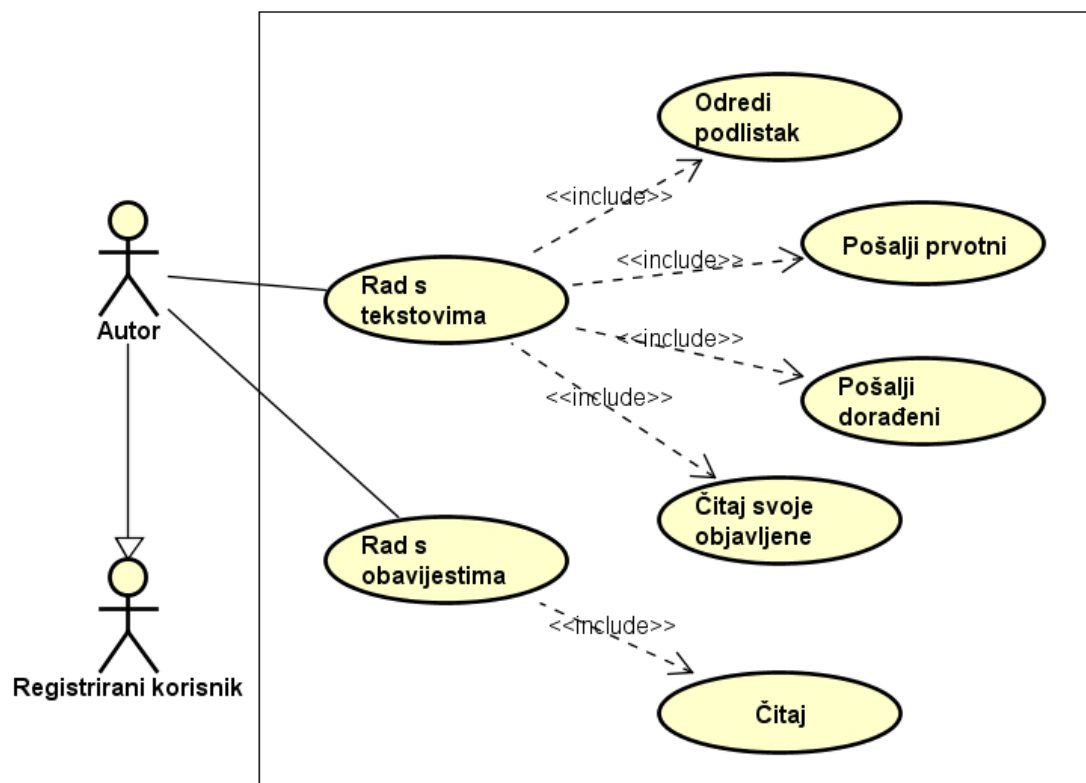 Odredi
podlistak
<<include>>
Pošalji prvotni
<<include>>
Rad s
tekstovima
Autor
<<include>>
Pošalji
dorađeni
<<include>>
Čitaj svoje
objavljene
Rad s
obavijestima
<<include>>
Registrirani korisnik
Čitaj